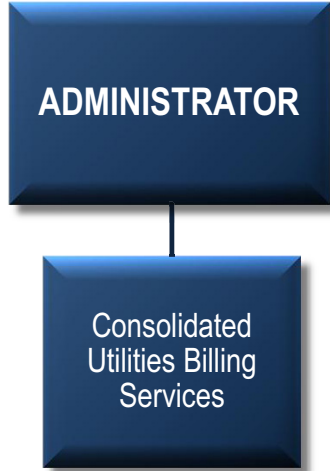 ADMINISTRATOR
Consolidated
Utilities Billing
Services